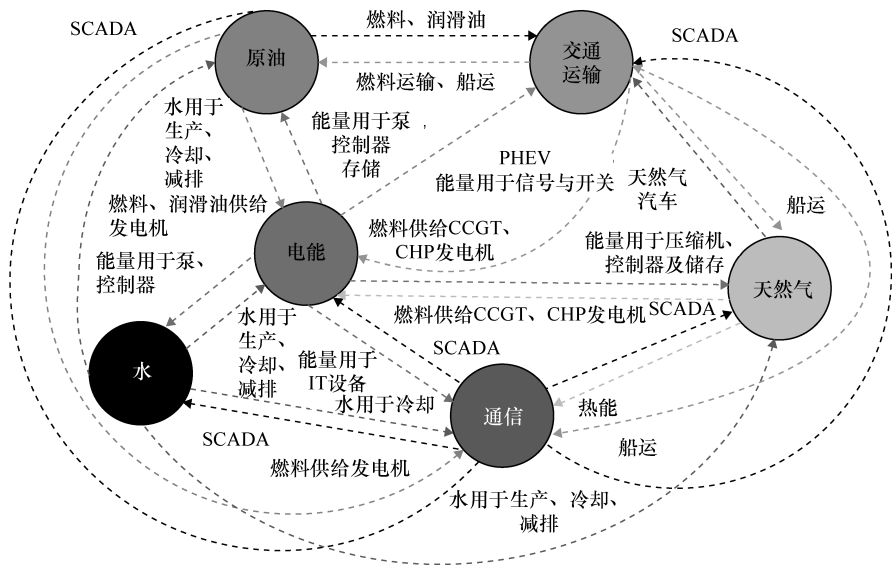 SCADA
燃料、润滑油
SCADA
原油
交通
运输
燃料运输、船运
水用于
生产、
冷却、
减排
能量用于泵、
控制器
存储
PHEV
能量用于信号与开关
天然气
汽车
船运
燃料、润滑油供给
发电机
电能
燃料供给CCGT、
CHP发电机
能量用于压缩机、
控制器及储存
能量用于泵、
控制器
天然气
燃料供给CCGT、CHP发电机
SCADA
水用于
生产、
冷却、
减排
SCADA
能量用于
IT设备
水
水用于冷却
通信
热能
SCADA
船运
燃料供给发电机
水用于生产、冷却、
减排